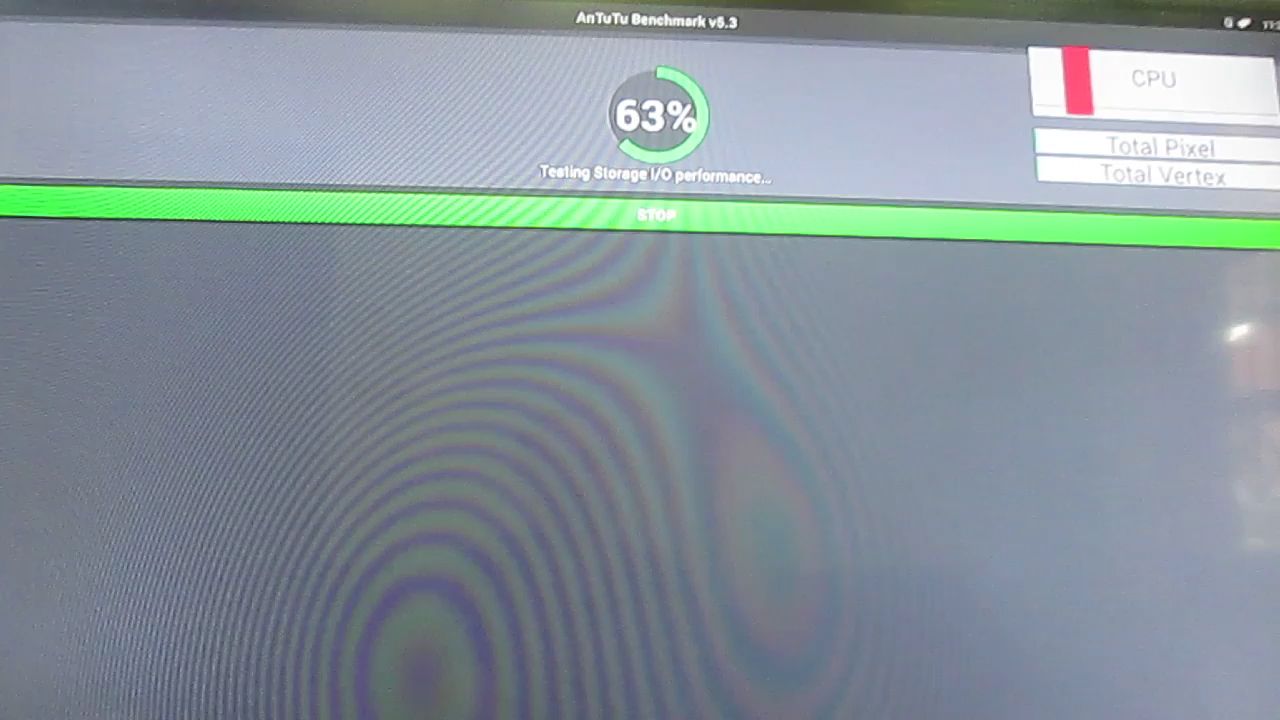 AnTuTu Benchmark v5.3
63%
CPU
Total Pixel
Testing Storage I/O performance...
Total Vertex
STOP